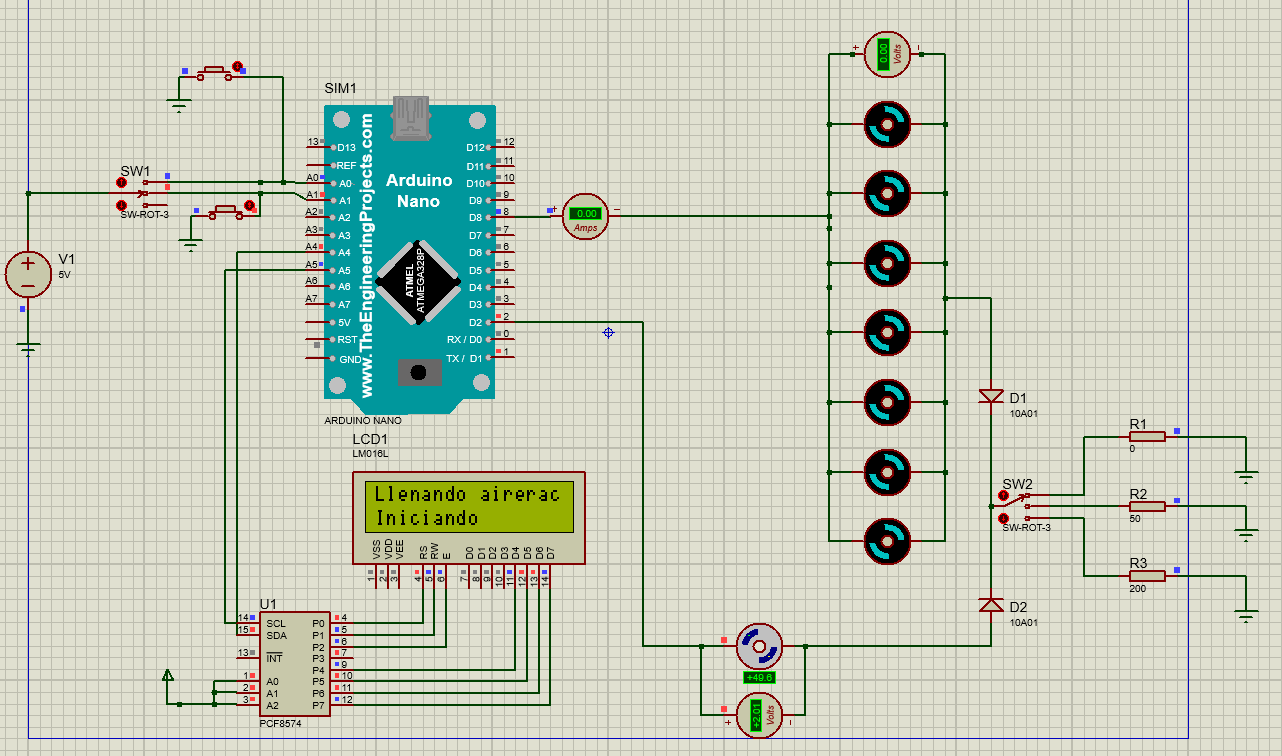 SIM1
www.TheEngineeringProjects.com
Arduino
Nano
ATMEL
ATMEGA328P
13 D13
REF
A0 A0
A1 A1
A2 A2
A3 A3
A4 A4
A5 A5
A6 A6
A7 A7
5V
RST
GND
D12 12
D11 11
D10 10
D9 9
D8 8
D7 7
D6 6
D5 5
D4 4
D3 3
D2 2
RX / D0 0
TX / D1 1
ARDUINO NANO
SW1
SW-ROT-3
V1
5V
+ 0.00 -
Amps
+ 0.00 Volts -
LCD1
LM016L
Llenando airerac
Iniciando
VSS VDD VEE RS RW E D0 D1 D2 D3 D4 D5 D6 D7
1 2 3 4 5 6 7 8 9 10 11 12 13 14
U1
14 SCL P0 4
15 SDA P1 5
P2 6
13 INT P3 7
P4 9
1 A0 P5 10
2 A1 P6 11
3 A2 P7 12
PCF8574
D1
10A01
SW2
SW-ROT-3
R1
0
R2
50
R3
200
D2
10A01
+49.6
+ +2.01 Volts -